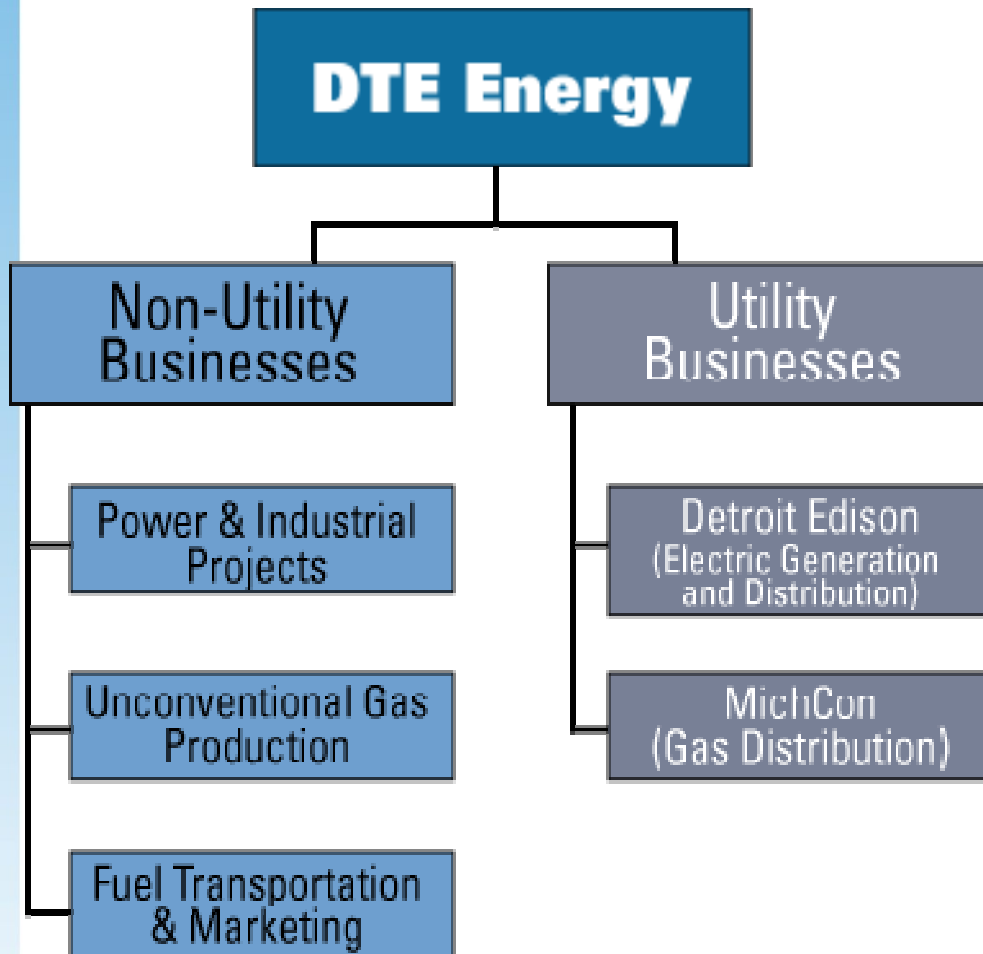 DTE Energy
Non-Utility
Businesses
Power & Industrial
Projects
Unconventional Gas
Production
Fuel Transportation
& Marketing
Utility
Businesses
Detroit Edison
(Electric Generation
and Distribution)
MichCon
(Gas Distribution)